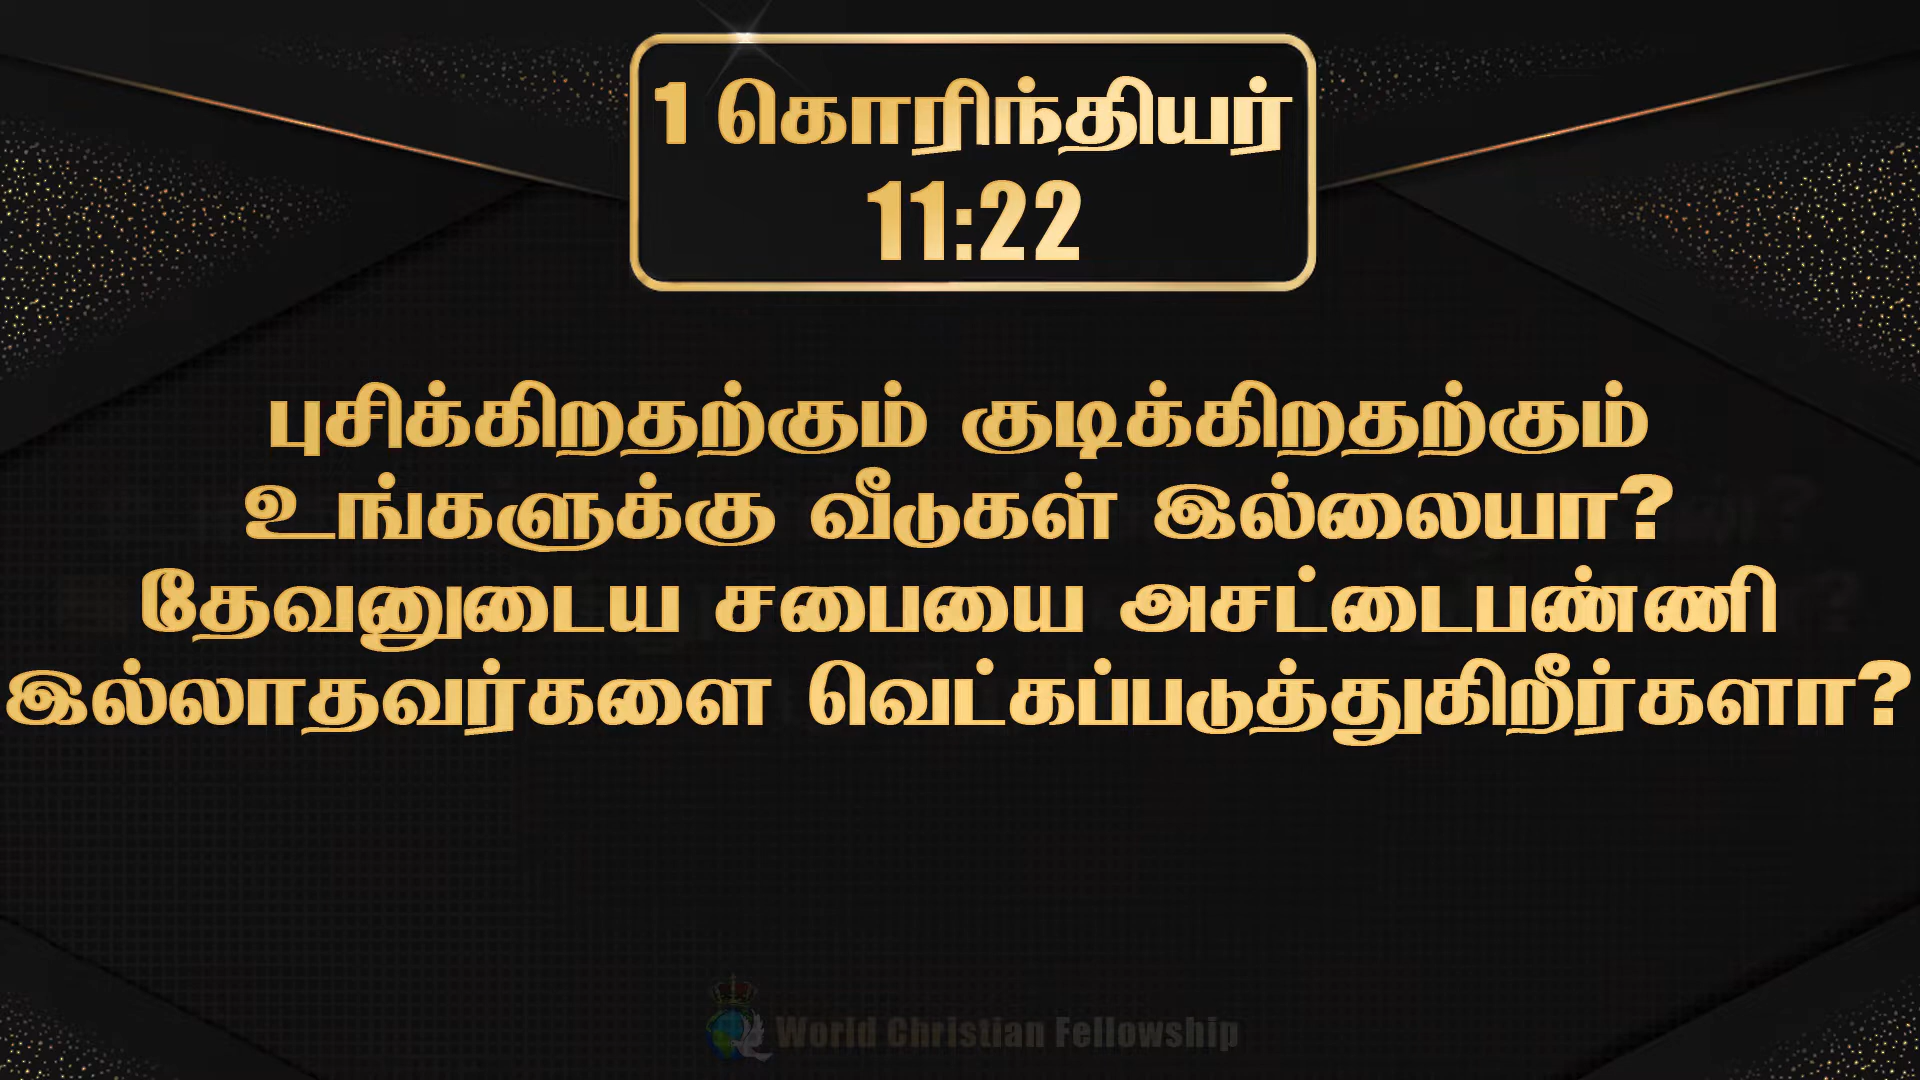 1 கொரிந்தியர்
11:22
புசிக்கிறதற்கும் குடிக்கிறதற்கும்
உங்களுக்கு வீடுகள் இல்லையா?
தேவனுடைய சபையை அசட்டைபண்ணி
இல்லாதவர்களை வெட்கப்படுத்துகிறீர்களா?
World Christian Fellowship